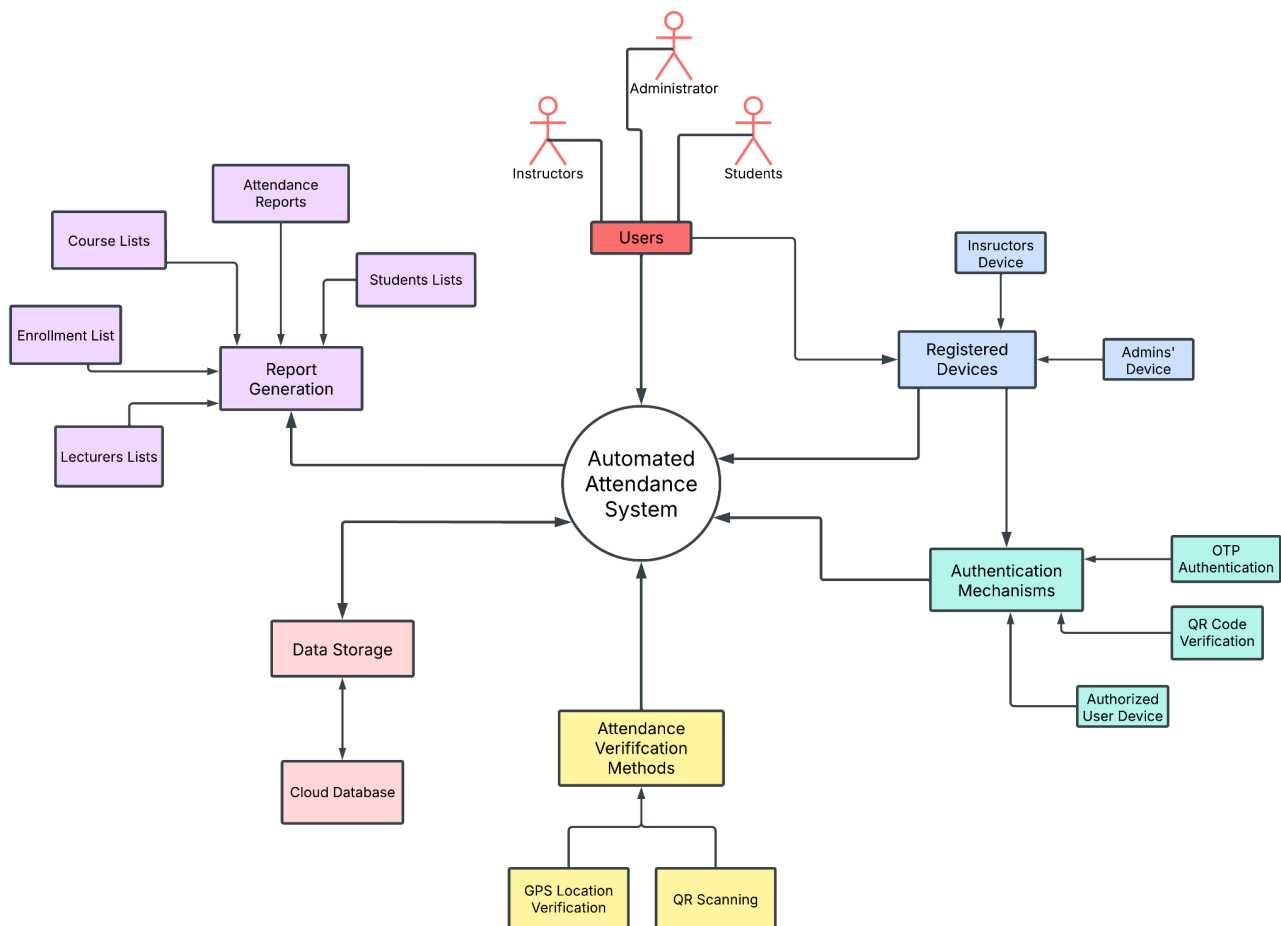 Administrator
Instructors
Students
Users
Attendance
Reports
Course Lists
Students Lists
Enrollment List
Report
Generation
Lecturers Lists
Insructors
Device
Registered
Devices
Admins'
Device
Automated
Attendance
System
Authentication
Mechanisms
OTP
Authentication
QR Code
Verification
Authorized
User Device
Data Storage
Cloud Database
Attendance
Verififcation
Methods
GPS Location
Verification
QR Scanning